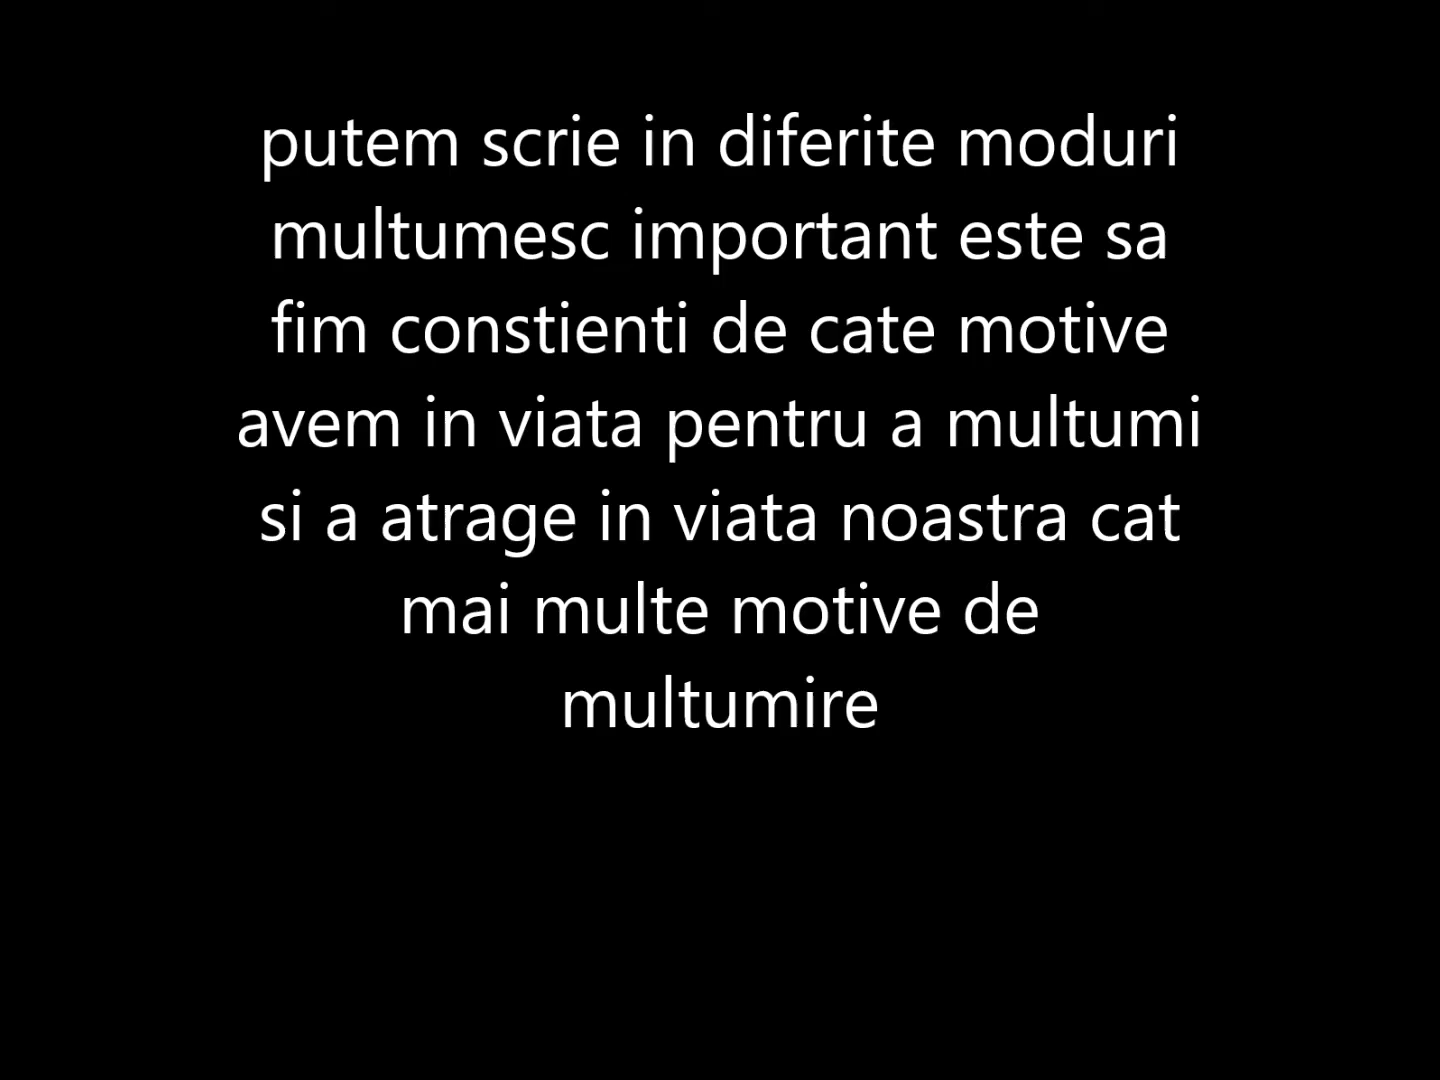 putem scrie in diferite moduri
multumesc important este sa
fim constienti de cate motive
avem in viata pentru a multumi
si a atrage in viata noastra cat
mai multe motive de
multumire